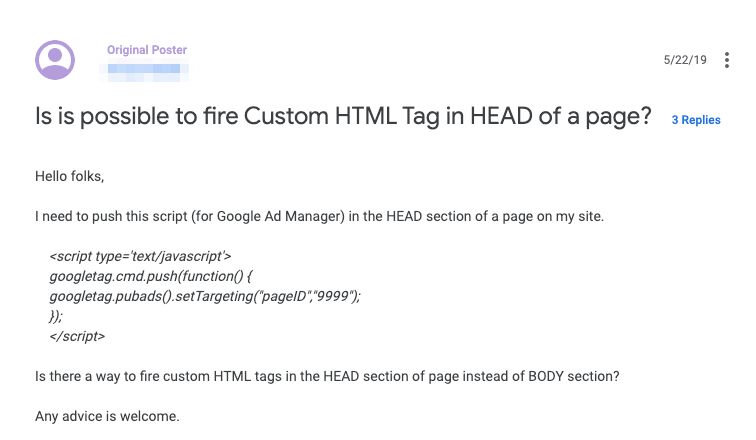 Original Poster
5/22/19
Is is possible to fire Custom HTML Tag in HEAD of a page?
3 Replies
Hello folks,
I need to push this script (for Google Ad Manager) in the HEAD section of a page on my site.
<script type='text/javascript'>
googletag.cmd.push(function() {
googletag.pubads().setTargeting("pageID","9999");
});
</script>
Is there a way to fire custom HTML tags in the HEAD section of page instead of BODY section?
Any advice is welcome.